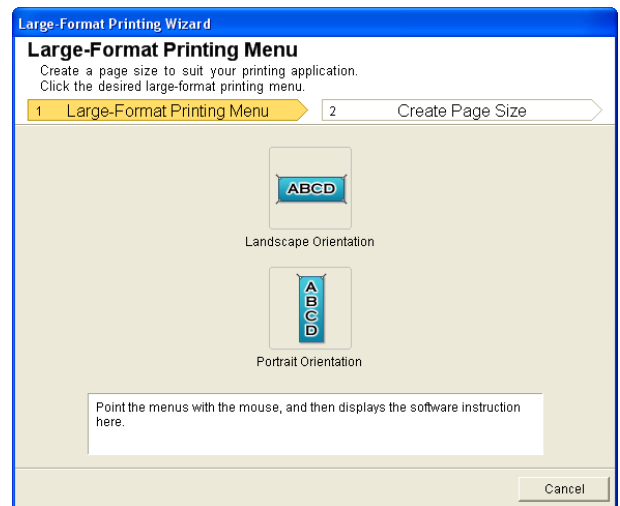 Large-Format Printing Wizard
Large-Format Printing Menu
Create a page size to suit your printing application.
Click the desired large-format printing menu.
1 Large-Format Printing Menu 2 Create Page Size
ABCD
Landscape Orientation
A
B
C
D
Portrait Orientation
Point the menus with the mouse, and then displays the software instruction
here.
Cancel